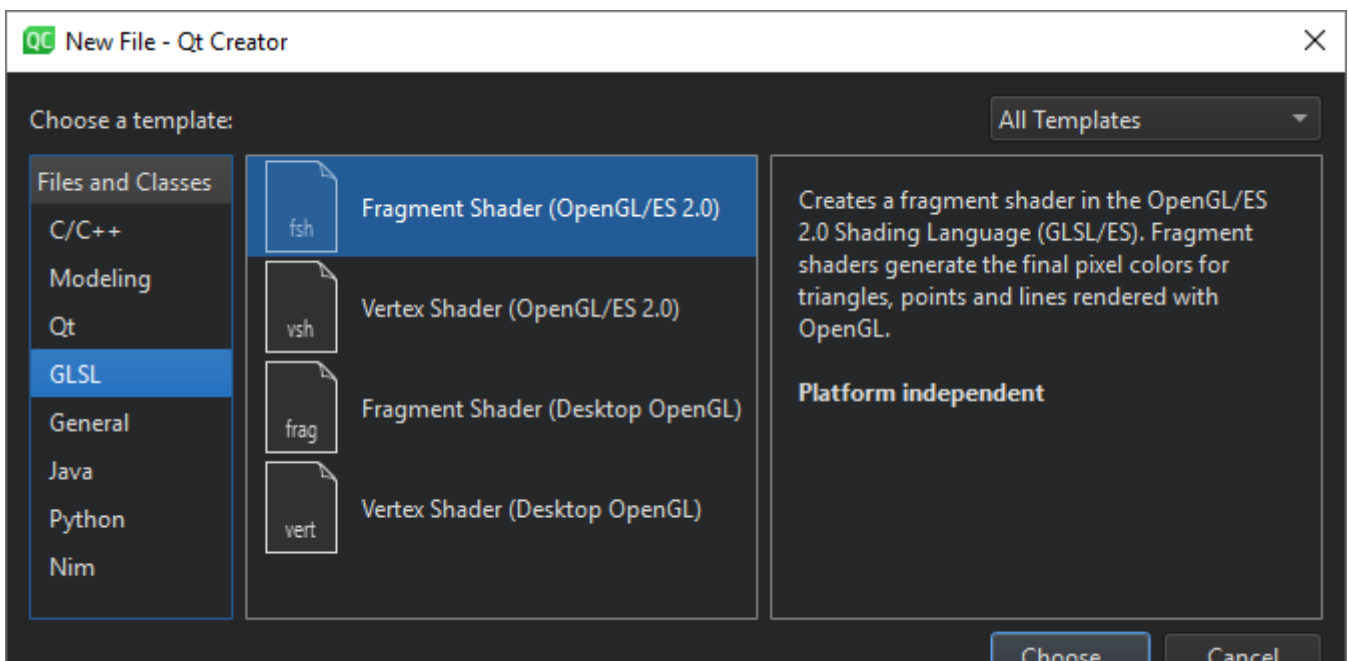 QC New File - Qt Creator
Choose a template:
All Templates
Files and Classes
C/C++
Modeling
Qt
GLSL
General
Java
Python
Nim
fsh
Fragment Shader (OpenGL/ES 2.0)
vsh
Vertex Shader (OpenGL/ES 2.0)
frag
Fragment Shader (Desktop OpenGL)
vert
Vertex Shader (Desktop OpenGL)
Creates a fragment shader in the OpenGL/ES
2.0 Shading Language (GLSL/ES). Fragment
shaders generate the final pixel colors for
triangles, points and lines rendered with
OpenGL.
Platform independent
Choose...
Cancel